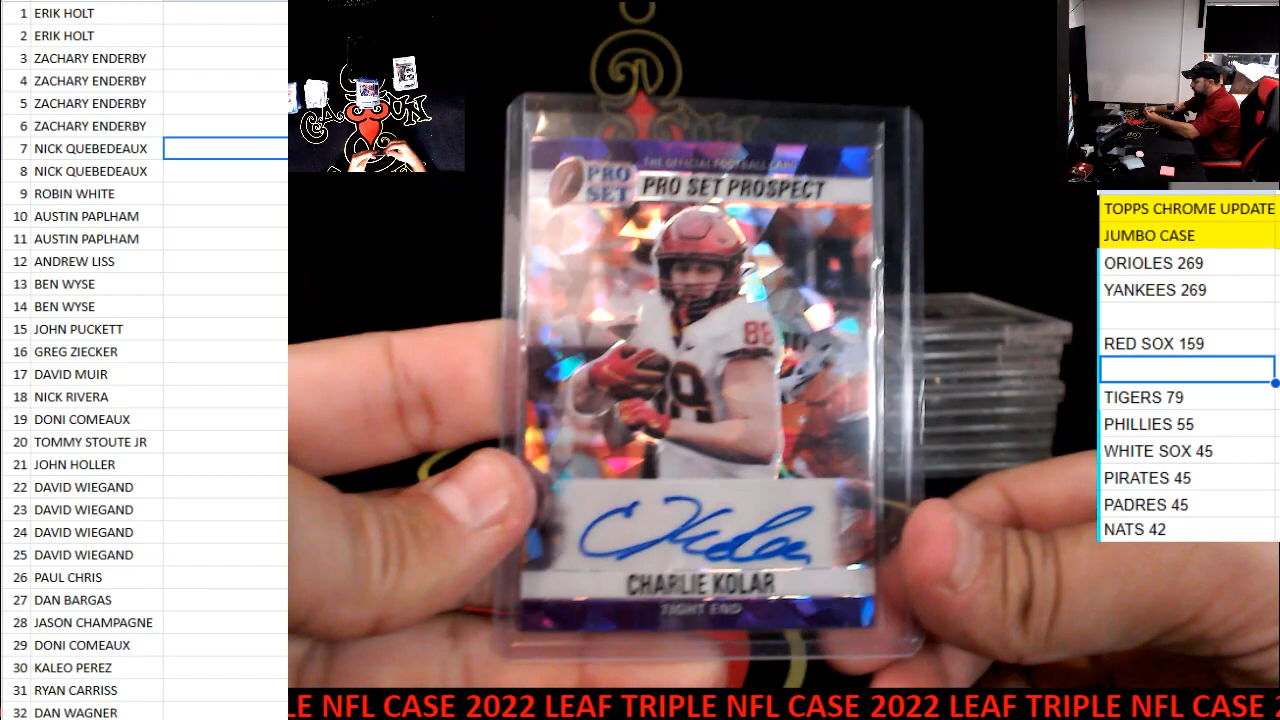 1 ERIK HOLT
2 ERIK HOLT
3 ZACHARY ENDERBY
4 ZACHARY ENDERBY
5 ZACHARY ENDERBY
6 ZACHARY ENDERBY
7 NICK QUEBEDEAUX
8 NICK QUEBEDEAUX
9 ROBIN WHITE
10 AUSTIN PAPLHAM
11 AUSTIN PAPLHAM
12 ANDREW LISS
13 BEN WYSE
14 BEN WYSE
15 JOHN PUCKETT
16 GREG ZIECKER
17 DAVID MUIR
18 NICK RIVERA
19 DONI COMEAUX
20 TOMMY STOUTE JR
21 JOHN HOLLER
22 DAVID WIEGAND
23 DAVID WIEGAND
24 DAVID WIEGAND
25 DAVID WIEGAND
26 PAUL CHRIS
27 DAN BARGAS
28 JASON CHAMPAGNE
29 DONI COMEAUX
30 KALEO PEREZ
31 RYAN CARRISS
32 DAN WAGNER
THE OFFICIAL FOOTBALL CARD
PRO SET
PRO SET PROSPECT
88
CHARLIE KOLAR
TIGHT END
TOPPS CHROME UPDATE
JUMBO CASE
ORIOLES 269
YANKEES 269
RED SOX 159
TIGERS 79
PHILLIES 55
WHITE SOX 45
PIRATES 45
PADRES 45
NATS 42
LE NFL CASE 2022 LEAF TRIPLE NFL CASE 2022 LEAF TRIPLE NFL CASE